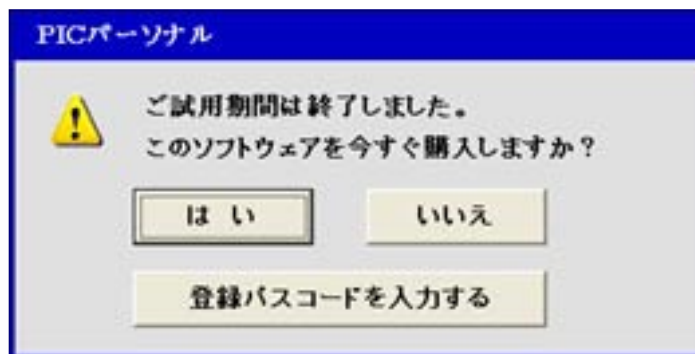 PICパーソナル
ご試用期間は終了しました。
このソフトウェアを今すぐ購入しますか?
はい
いいえ
登録パスコードを入力する